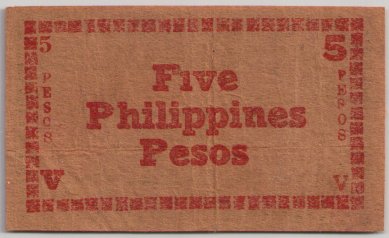 5 5
PESOS PESOS
Five
Philippines
Pesos
V V